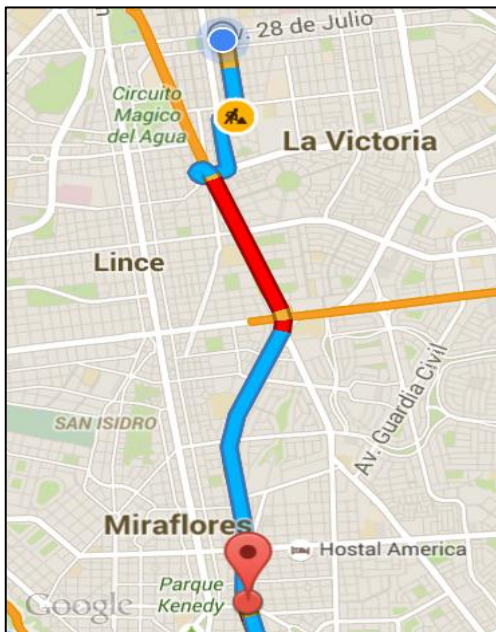 v. 28 de Julio
Circuito
Magico
del Agua
La Victoria
Lince
Av. Guardia Civil
SAN ISIDRO
Miraflores
Hostal America
Parque
Kenedy
Google